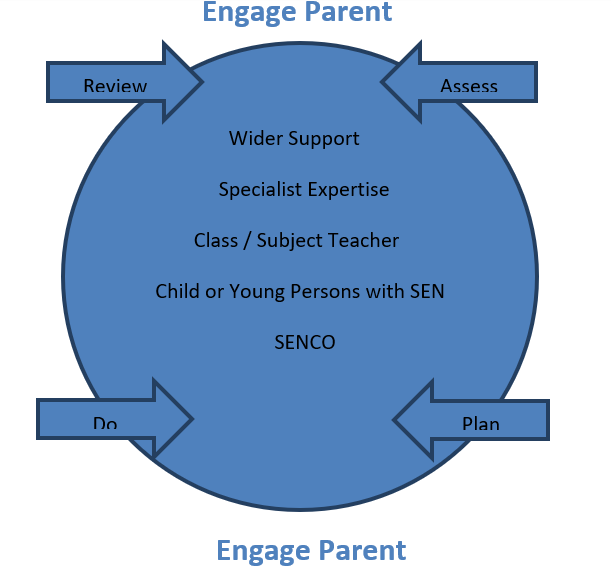 Engage Parent
Review
Assess
Wider Support
Specialist Expertise
Class / Subject Teacher
Child or Young Persons with SEN
SENCO
Do
Plan
Engage Parent